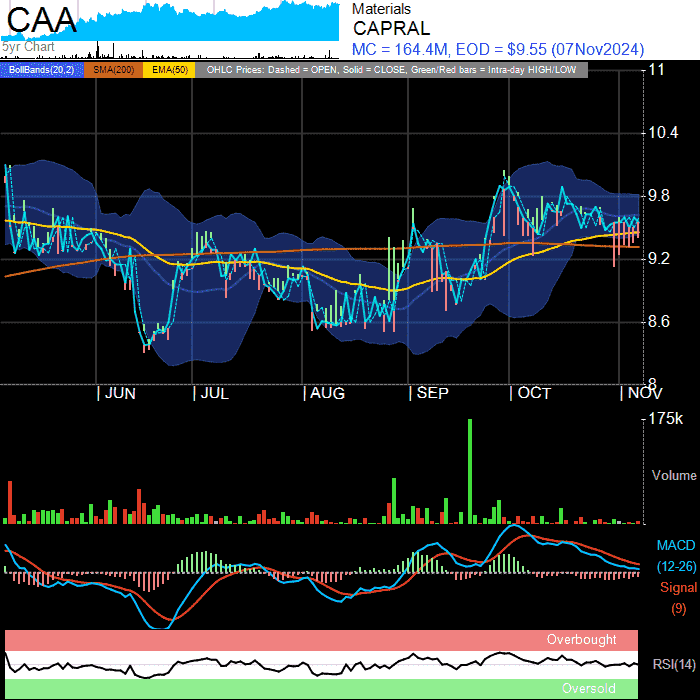 CAA
5yr Chart
Materials
CAPRAL
MC = 164.4M, EOD = $9.55 (07Nov2024)
BollBands(20,2) SMA(200) EMA(50) OHLC Prices: Dashed = OPEN, Solid = CLOSE, Green/Red bars = Intra-day HIGH/LOW
11
10.4
9.8
9.2
8.6
8
JUN JUL AUG SEP OCT NOV
175k
Volume
MACD
(12-26)
Signal
(9)
Overbought
RSI(14)
Oversold